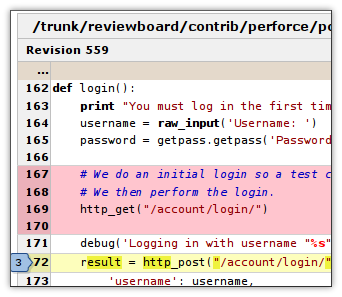 /trunk/reviewboard/contrib/perforce/po
Revision 559
...
162 def login():
163 print "You must log in the first tim
164 username = raw_input('Username: ')
165 password = getpass.getpass('Password
166
167 # We do an initial login so a test c
168 # We then perform the login.
169 http_get("/account/login/")
170
171 debug('Logging in with username "%s"
3 72 result = http_post("/account/login/"
'username': username,